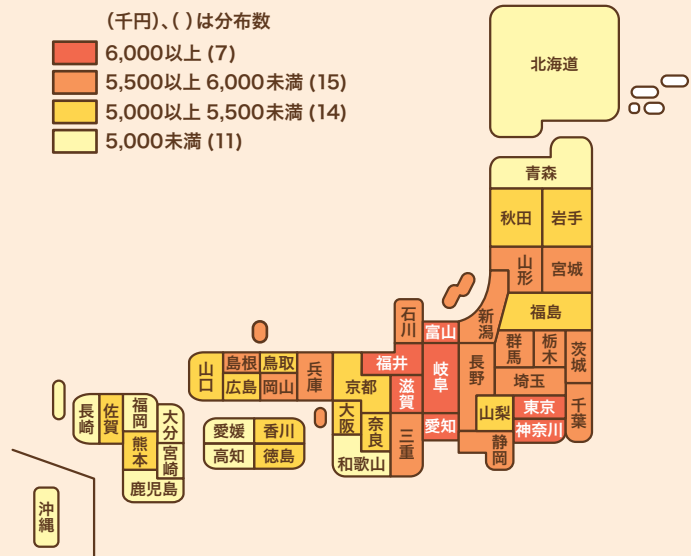 (千円)、( )は分布数
6,000以上 (7)
5,500以上 6,000未満 (15)
5,000以上 5,500未満 (14)
5,000未満 (11)
北海道
青森
秋田
岩手
山形
宮城
福島
新潟
石川
富山
群馬
栃木
茨城
長野
埼玉
福井
岐阜
滋賀
京都
兵庫
島根
鳥取
山口
広島
岡山
山梨
東京
千葉
神奈川
愛知
静岡
三重
大阪
奈良
和歌山
愛媛
香川
高知
徳島
長崎
佐賀
福岡
大分
熊本
宮崎
鹿児島
沖縄